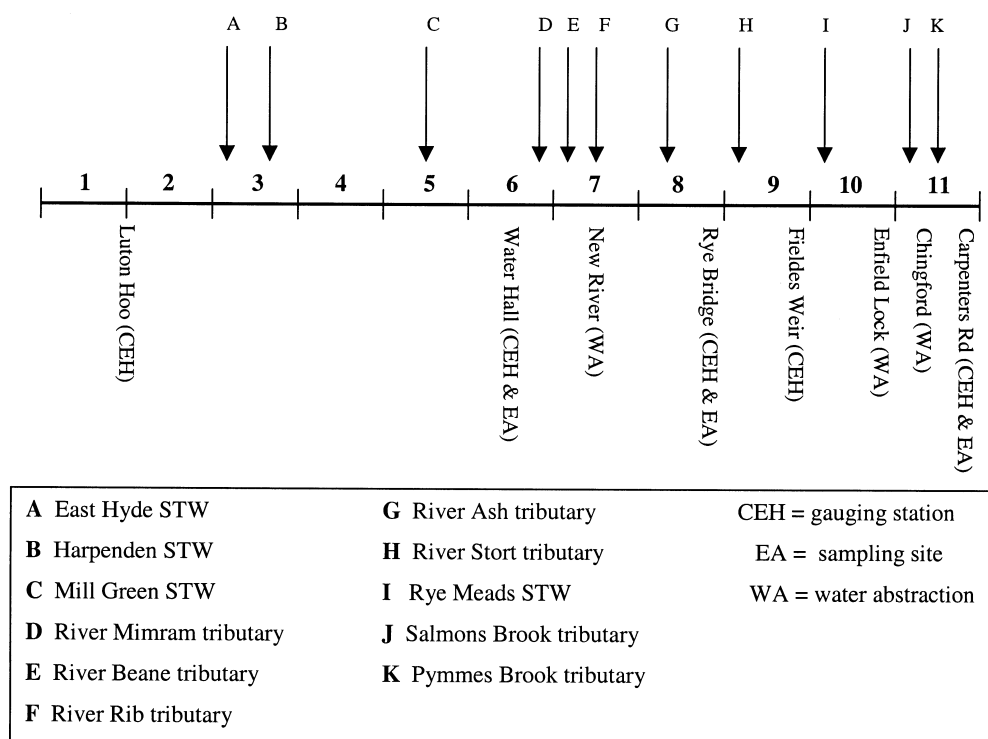 A B C D E F G H I J K
1 2 3 4 5 6 7 8 9 10 11
Luton Hoo (CEH)
Water Hall (CEH & EA)
New River (WA)
Rye Bridge (CEH & EA)
Fieldes Weir (CEH)
Enfield Lock (WA)
Chingford (WA)
Carpenters Rd (CEH & EA)
A East Hyde STW
B Harpenden STW
C Mill Green STW
D River Mimram tributary
E River Beane tributary
F River Rib tributary
G River Ash tributary
H River Stort tributary
I Rye Meads STW
J Salmons Brook tributary
K Pymmes Brook tributary
CEH = gauging station
EA = sampling site
WA = water abstraction